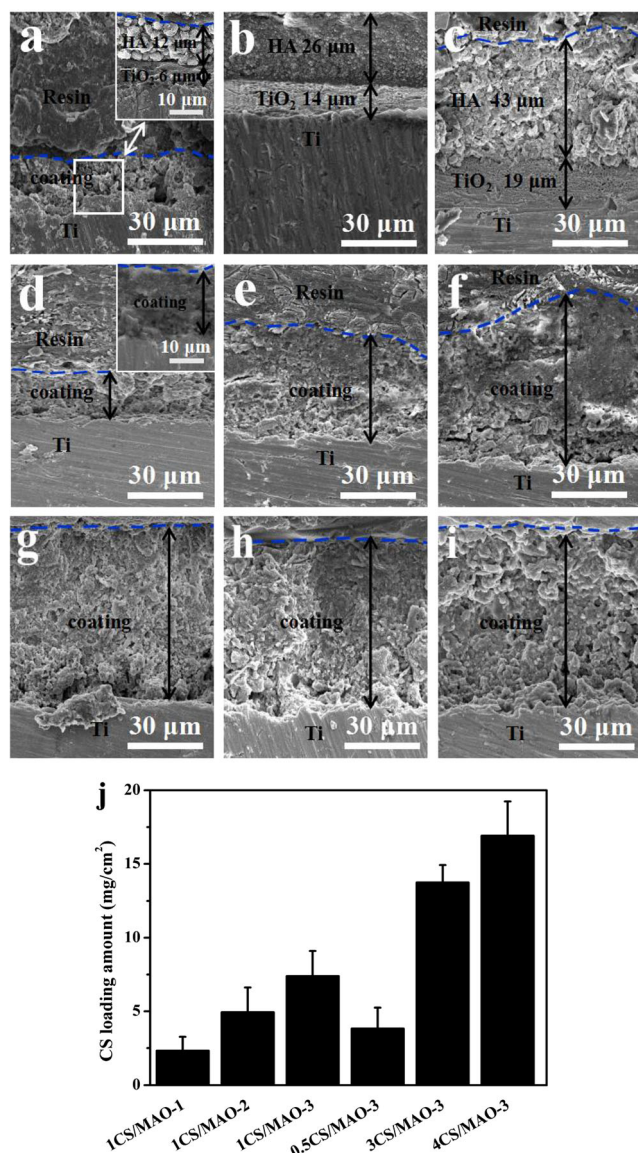 a
HA 12 μm
TiO2 6 μm
10 μm
Resin
coating
Ti
30 μm
b
HA 26 μm
TiO2 14 μm
Ti
30 μm
c
Resin
HA 43 μm
TiO2 19 μm
Ti
30 μm
d
coating
10 μm
Resin
coating
Ti
30 μm
e
Resin
coating
Ti
30 μm
f
Resin
coating
Ti
30 μm
g
coating
Ti
30 μm
h
coating
Ti
30 μm
i
coating
Ti
30 μm
j
CS loading amount (mg/cm2)
20
15
10
5
0
1CS/MAO-1
1CS/MAO-2
1CS/MAO-3
0.5CS/MAO-3
3CS/MAO-3
4CS/MAO-3